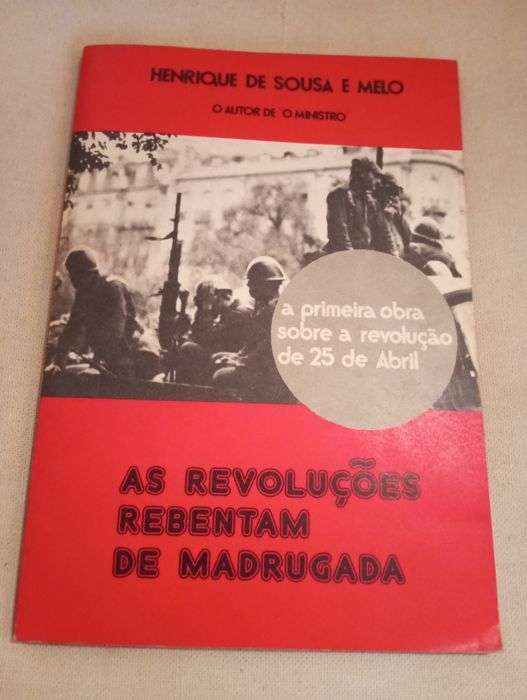 HENRIQUE DE SOUSA E MELO
O AUTOR DE 'O MINISTRO
a primeira obra
sobre a revolução
de 25 de Abril
AS REVOLUÇÕES
REBENTAM
DE MADRUGADA